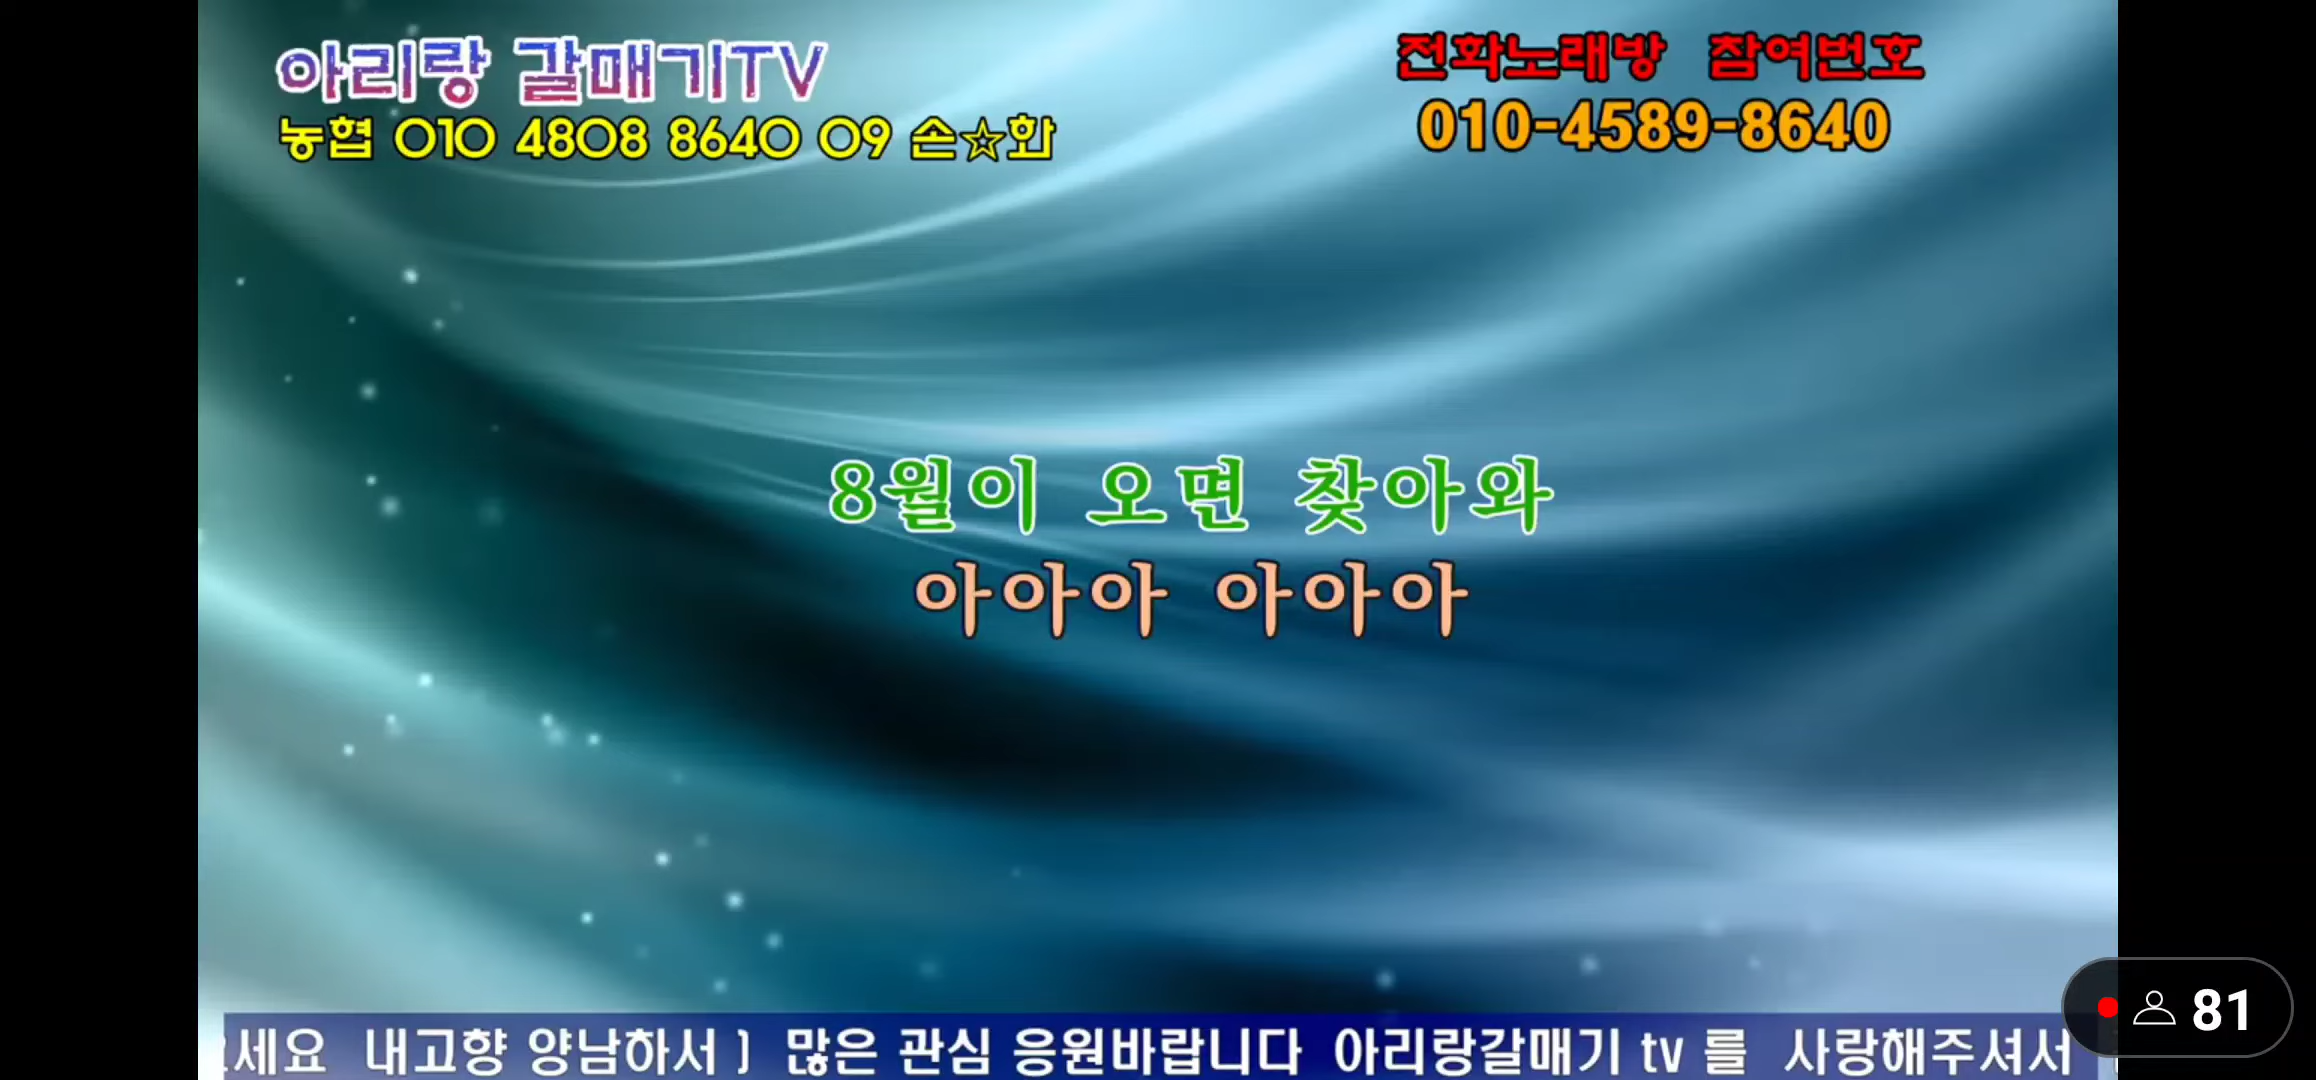 아리랑 갈매기TV
농협 010 4808 8640 09 손☆화
전화노래방 참여번호
010-4589-8640
8월이 오면 찾아와
아아아 아아아
세요 내고향 양남하서 ) 많은 관심 응원바랍니다 아리랑갈매기 tv 를 사랑해주셔서
81